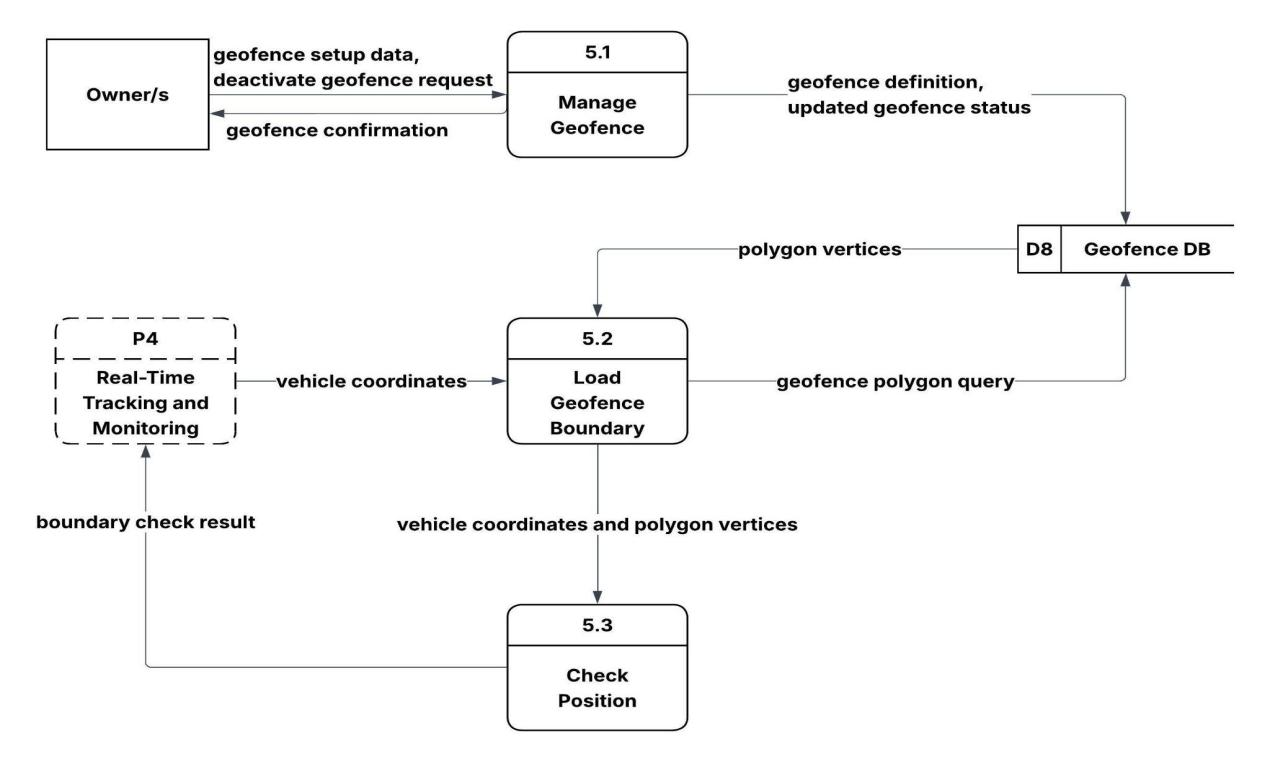 geofence setup data,
deactivate geofence request
Owner/s
geofence confirmation
5.1
Manage
Geofence
geofence definition,
updated geofence status
polygon vertices
D8
Geofence DB
P4
Real-Time
Tracking and
Monitoring
vehicle coordinates
5.2
Load
Geofence
Boundary
geofence polygon query
boundary check result
vehicle coordinates and polygon vertices
5.3
Check
Position